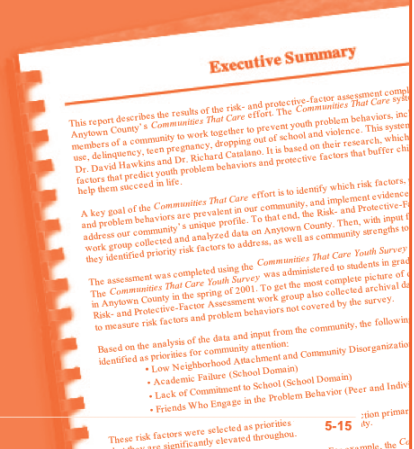 Executive Summary
This report describes the results of the risk- and protective-factor assessment
Anytown County's Communities That Care effort. The Communities That Care
members of a community to work together to prevent youth problem behaviors,
use, delinquency, teen pregnancy, dropping out of school and violence. This
Dr. David Hawkins and Dr. Richard Catalano. It is based on their research, which
factors that predict youth problem behaviors and protective factors that buffer
help them succeed in life.
A key goal of the Communities That Care effort is to identify which risk factors,
and problem behaviors are prevalent in our community, and implement
address our community's unique profile. To that end, the Risk- and
work group collected and analyzed data on Anytown County. Then, with input
they identified priority risk factors to address, as well as community strengths to
The assessment was completed using the Communities That Care Youth Survey
The Communities That Care Youth Survey was administered to students in
in Anytown County in the spring of 2001. To get the most complete picture of
Risk- and Protective-Factor Assessment work group also collected archival
to measure risk factors and problem behaviors not covered by the survey.
Based on the analysis of the data and input from the community, the
identified as priorities for community attention:
• Low Neighborhood Attachment and Community
• Academic Failure (School Domain)
• Lack of Commitment to School (School Domain)
• Friends Who Engage in the Problem Behavior (Peer and
These risk factors were selected as priorities
they are significantly elevated
5-15
the